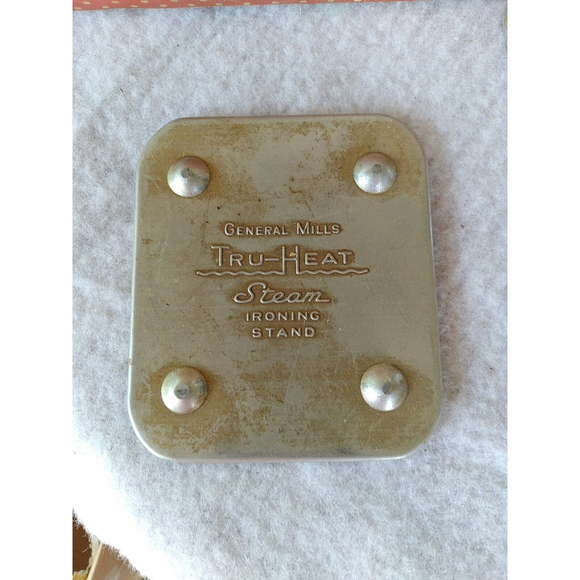 GENERAL MILLS
TRU-HEAT
Steam
IRONING
STAND